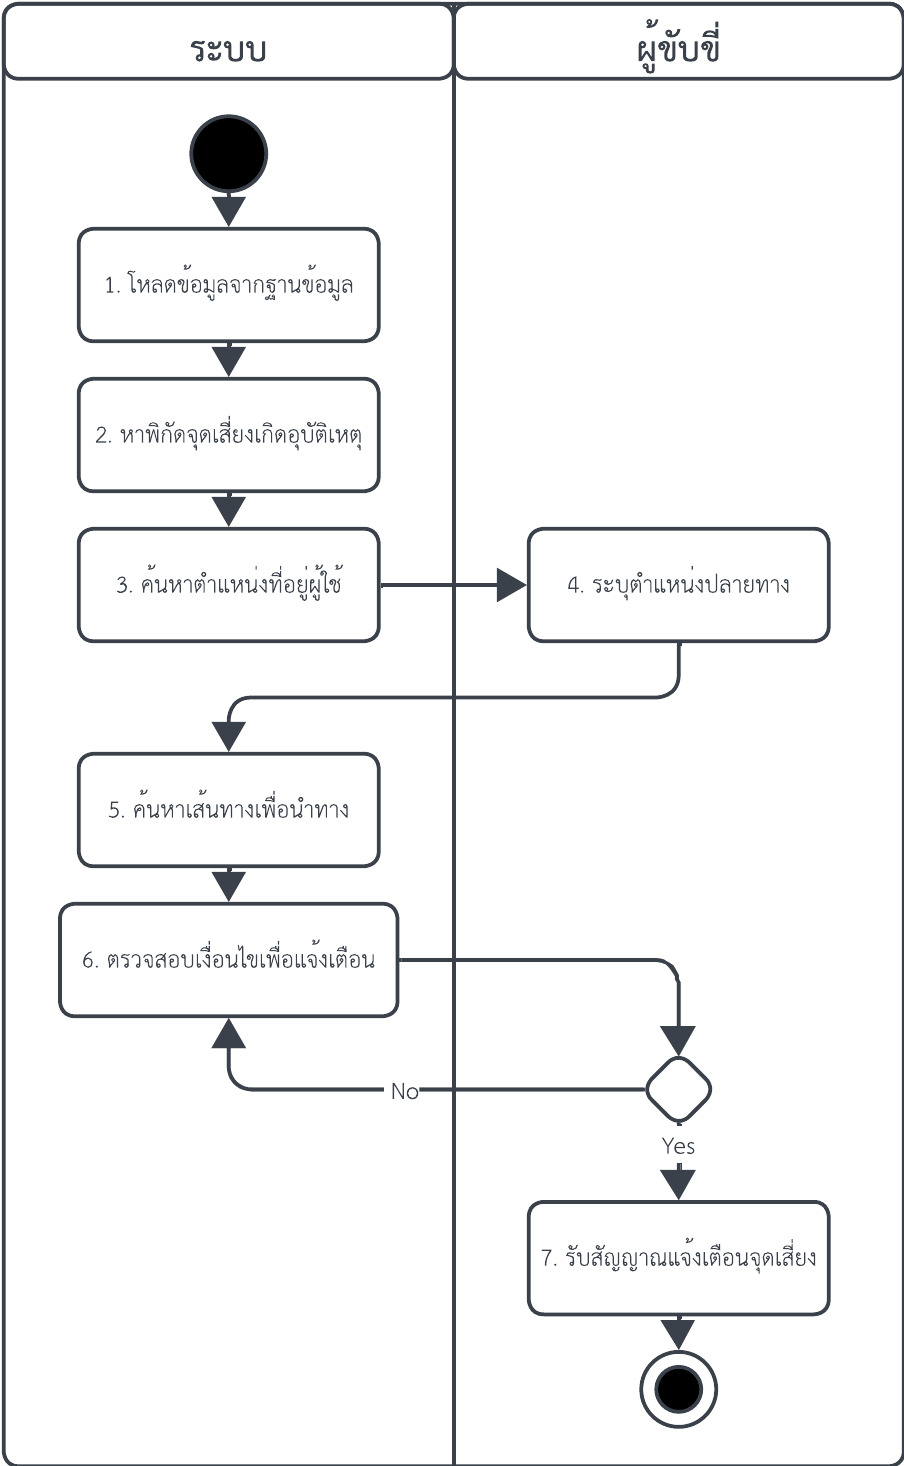 ระบบ
ผู้ขับขี่
1. โหลดข้อมูลจากฐานข้อมูล
2. หาพิกัดจุดเสี่ยงเกิดอุบัติเหตุ
3. ค้นหาตำแหน่งที่อยู่ผู้ใช้
4. ระบุตำแหน่งปลายทาง
5. ค้นหาเส้นทางเพื่อนำทาง
6. ตรวจสอบเงื่อนไขเพื่อแจ้งเตือน
No
Yes
7. รับสัญญาณแจ้งเตือนจุดเสี่ยง